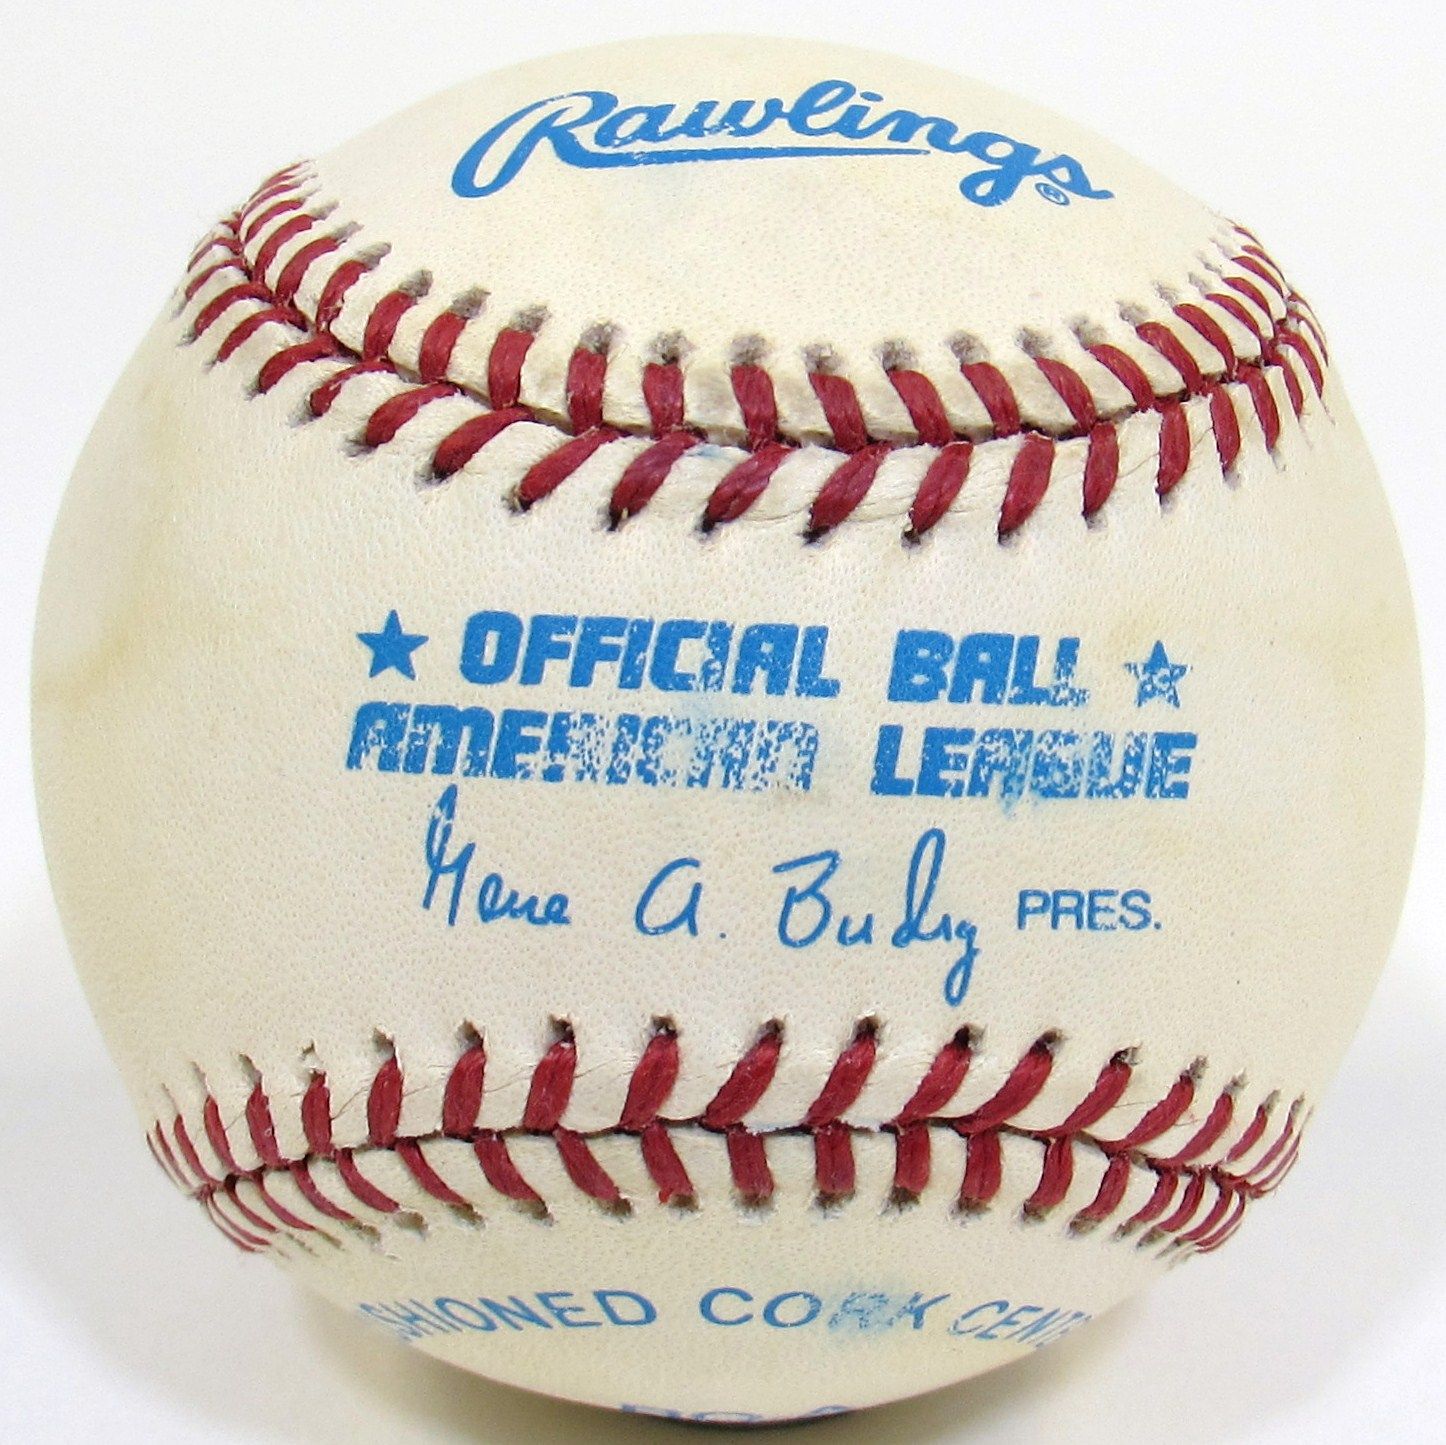 Rawlings®
★ OFFICIAL BALL ★
AMERICAN LEAGUE
Gene A. Budig PRES.
SHIONED CORK CENT